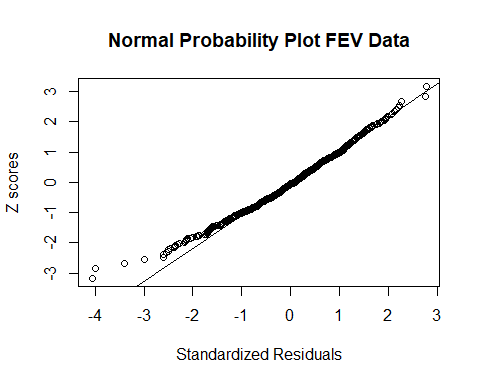 Normal Probability Plot FEV Data
Z scores
3
2
1
0
-1
-2
-3
-4 -3 -2 -1 0 1 2 3
Standardized Residuals